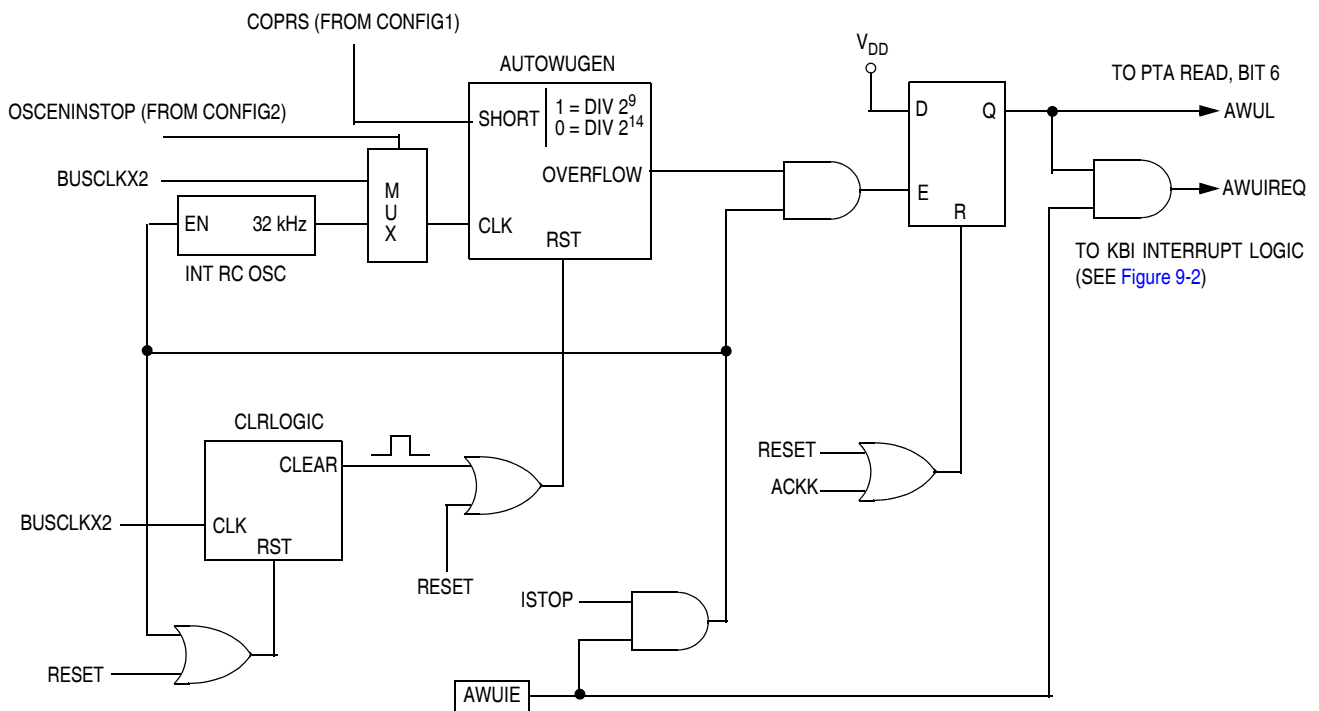 COPRS (FROM CONFIG1)
V_DD
AUTOWUGEN
TO PTA READ, BIT 6
SHORT
1 = DIV 2^9
0 = DIV 2^14
OSCENINSTOP (FROM CONFIG2)
D
Q
AWUL
BUSCLKX2
MUX
OVERFLOW
E
AWUIREQ
EN
32 kHz
CLK
RST
R
INT RC OSC
TO KBI INTERRUPT LOGIC
(SEE Figure 9-2)
CLRLOGIC
CLEAR
RESET
ACKK
BUSCLKX2
CLK
RST
RESET
ISTOP
RESET
AWUIE